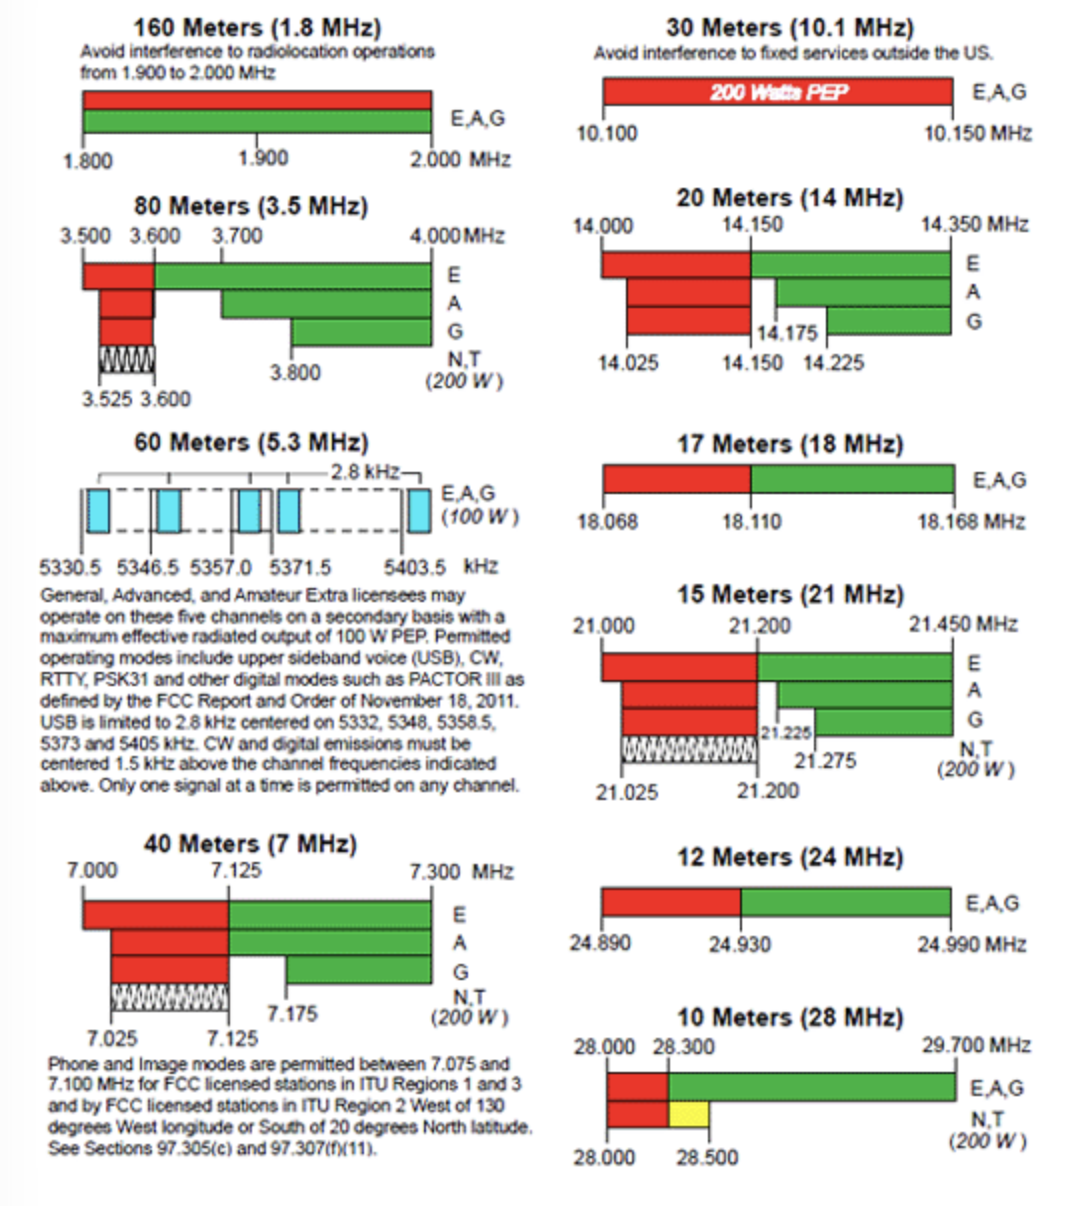 160 Meters (1.8 MHz)
Avoid interference to radiolocation operations
from 1.900 to 2.000 MHz
E,A,G
1.800 1.900 2.000 MHz
80 Meters (3.5 MHz)
3.500 3.600 3.700 4.000 MHz
E
A
G
N,T
3.800
(200 W)
3.525 3.600
60 Meters (5.3 MHz)
2.8 kHz
E,A,G
(100 W)
5330.5 5346.5 5357.0 5371.5 5403.5 kHz
General, Advanced, and Amateur Extra licensees may
operate on these five channels on a secondary basis with a
maximum effective radiated output of 100 W PEP. Permitted
operating modes include upper sideband voice (USB), CW,
RTTY, PSK31 and other digital modes such as PACTOR III as
defined by the FCC Report and Order of November 18, 2011.
USB is limited to 2.8 kHz centered on 5332, 5348, 5358.5,
5373 and 5405 kHz. CW and digital emissions must be
centered 1.5 kHz above the channel frequencies indicated
above. Only one signal at a time is permitted on any channel.
40 Meters (7 MHz)
7.000 7.125 7.300 MHz
E
A
G
N,T
7.175
(200 W)
7.025 7.125
Phone and Image modes are permitted between 7.075 and
7.100 MHz for FCC licensed stations in ITU Regions 1 and 3
and by FCC licensed stations in ITU Region 2 West of 130
degrees West longitude or South of 20 degrees North latitude.
See Sections 97.305(c) and 97.307(f)(11).
30 Meters (10.1 MHz)
Avoid interference to fixed services outside the US.
200 Watts PEP E,A,G
10.100 10.150 MHz
20 Meters (14 MHz)
14.000 14.150 14.350 MHz
E
A
G
14.175
14.025 14.150 14.225
17 Meters (18 MHz)
E,A,G
18.068 18.110 18.168 MHz
15 Meters (21 MHz)
21.000 21.200 21.450 MHz
E
A
G
21.225
N,T
21.275
(200 W)
21.025 21.200
12 Meters (24 MHz)
E,A,G
24.890 24.930 24.990 MHz
10 Meters (28 MHz)
28.000 28.300 29.700 MHz
E,A,G
N,T
(200 W)
28.000 28.500